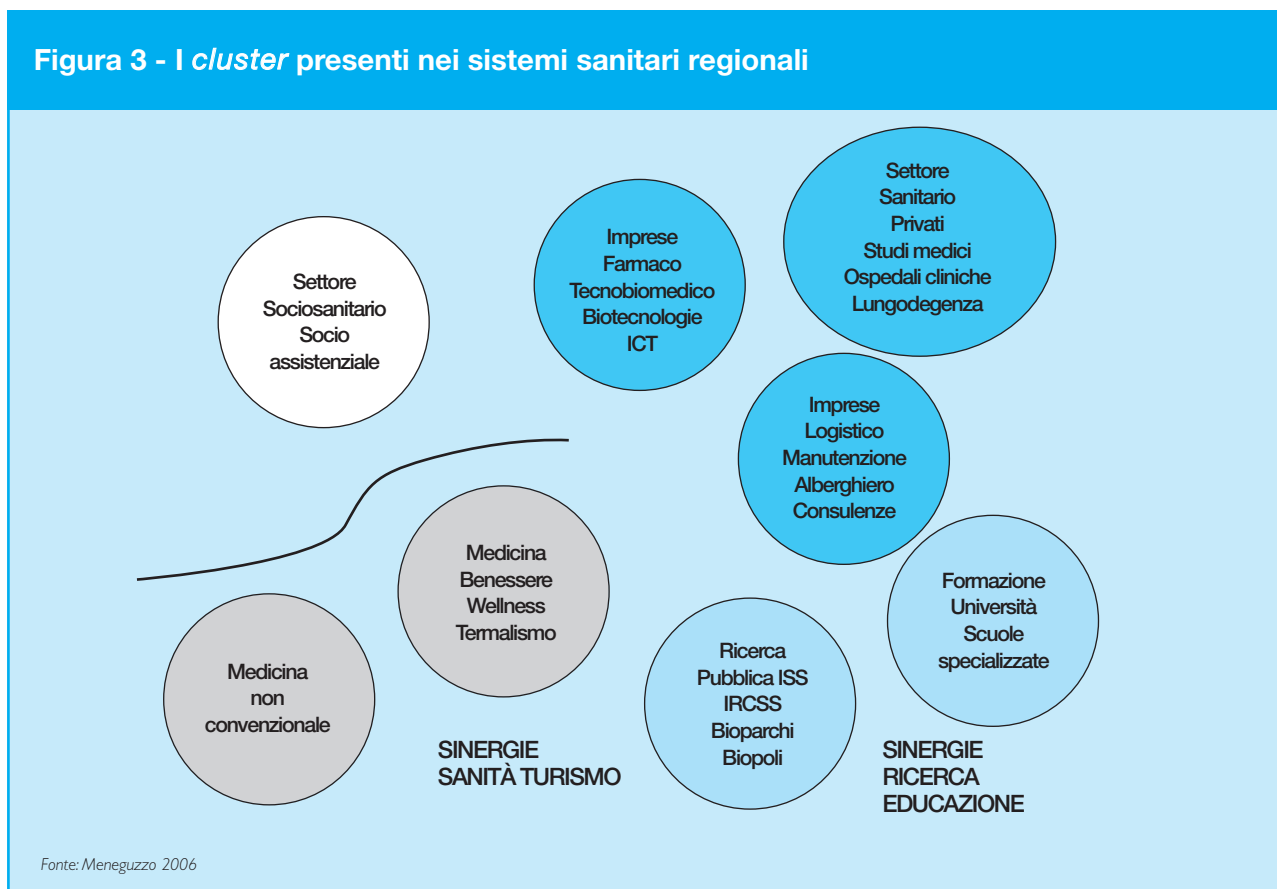 Figura 3 - I cluster presenti nei sistemi sanitari regionali
Settore
Sociosanitario
Socio
assistenziale
Imprese
Farmaco
Tecnobiomedico
Biotecnologie
ICT
Settore
Sanitario
Privati
Studi medici
Ospedali cliniche
Lungodegenza
Imprese
Logistico
Manutenzione
Alberghiero
Consulenze
Medicina
Benessere
Wellness
Termalismo
Formazione
Università
Scuole
specializzate
Medicina
non
convenzionale
Ricerca
Pubblica ISS
IRCSS
Bioparchi
Biopoli
SINERGIE
SANITÀ TURISMO
SINERGIE
RICERCA
EDUCAZIONE
Fonte: Meneguzzo 2006